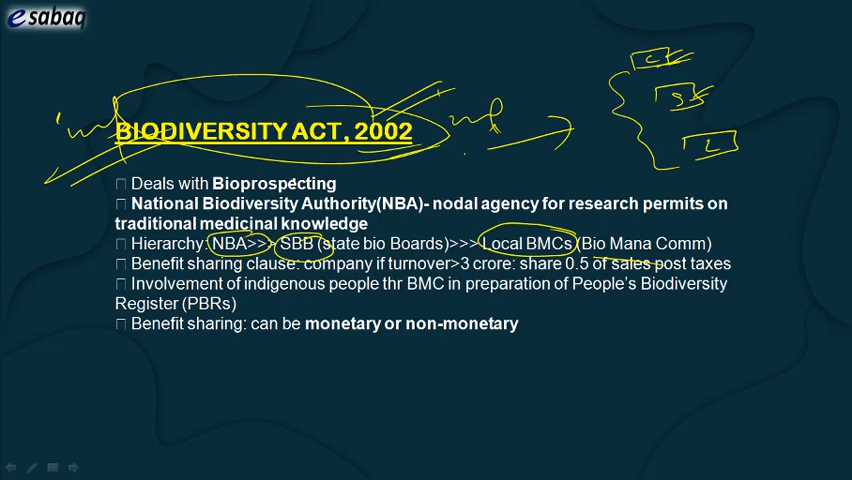 esabaq
C
S
L
imp
BIODIVERSITY ACT, 2002
Deals with Bioprospecting
National Biodiversity Authority(NBA)- nodal agency for research permits on
traditional medicinal knowledge
Hierarchy: NBA>>> SBB (state bio Boards)>>> Local BMCs (Bio Mana Comm)
Benefit sharing clause: company if turnover>3 crore: share 0.5 of sales post taxes
Involvement of indigenous people thr BMC in preparation of People's Biodiversity
Register (PBRs)
Benefit sharing: can be monetary or non-monetary